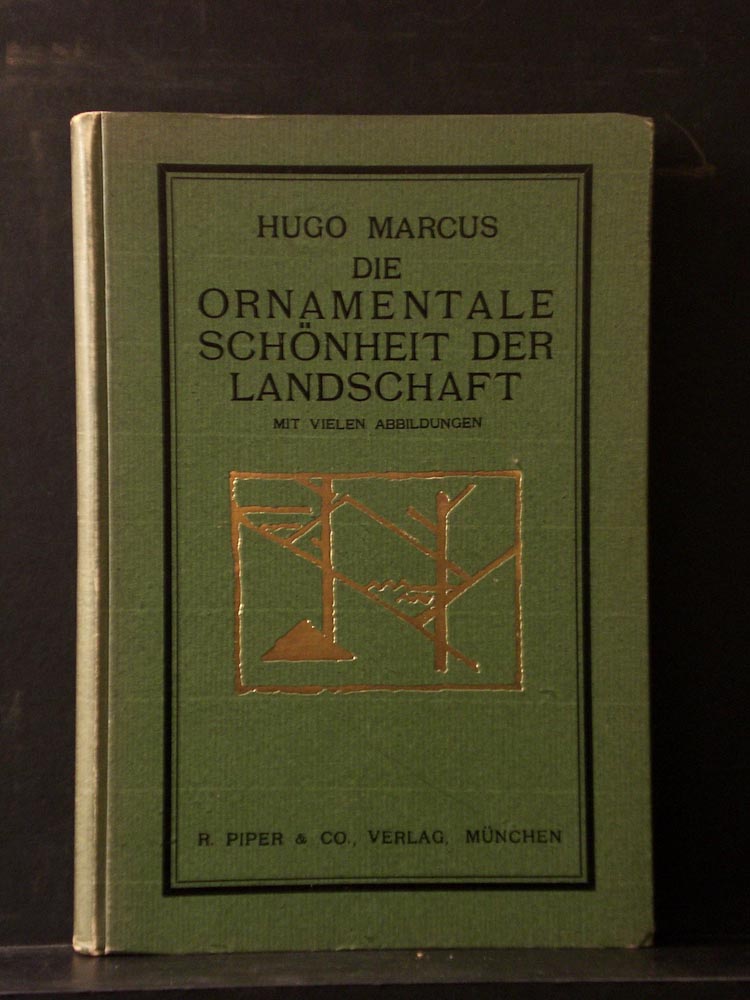 HUGO MARCUS
DIE
ORNAMENTALE
SCHÖNHEIT DER
LANDSCHAFT
MIT VIELEN ABBILDUNGEN
R. PIPER & CO., VERLAG, MÜNCHEN